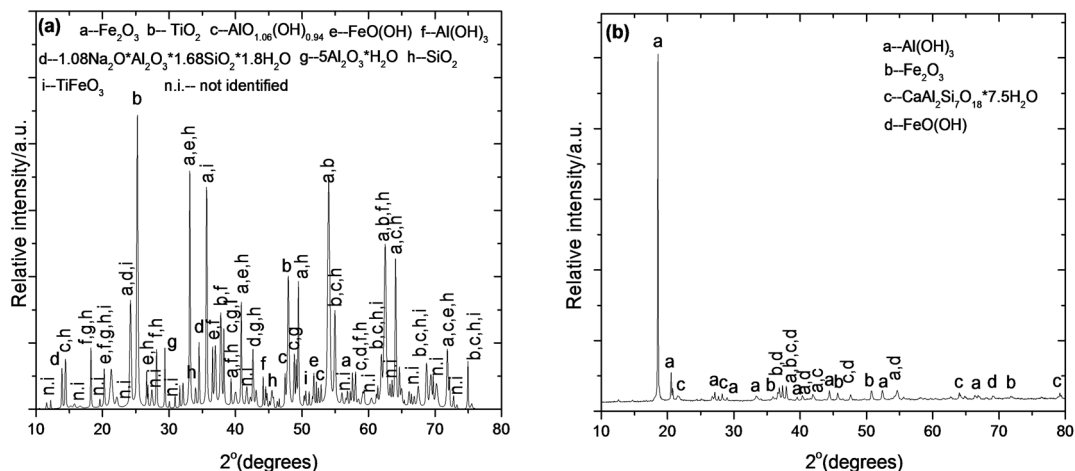 (a)
a--Fe₂O₃ b-- TiO₂ c--AlO₁.₀₆(OH)₀.₉₄ e--FeO(OH) f--Al(OH)₃
d--1.08Na₂O*Al₂O₃*1.68SiO₂*1.8H₂O g--5Al₂O₃*H₂O h--SiO₂
i--TiFeO₃ n.i.-- not identified
Relative intensity/a.u.
n.i
d
c,h
n.i
f,g,h
n.i
e,f,g,h,i
n.i
a,d,i
b
e,h
f,h
g
n.i
a,e,h
h
d
a,i
e,f
b,f
a,f,h
c,g,f
a,e,h
n.i
d,g,h
f
h
c
b
c,g
a,h
i
e
c
a,b
b,c,h
n.i
a
c,d,f,h
n.i
b,c,h,i
a,b,f,h
n.i
a,c,h
n.i
b,c,h,i
n.i
a,c,e,h
n.i
b,c,h,i
10 20 30 40 50 60 70 80
2°(degrees)
(b)
a--Al(OH)₃
b--Fe₂O₃
c--CaAl₂Si₇O₁₈*7.5H₂O
d--FeO(OH)
Relative intensity/a.u.
a
a
c
a
c
a
a
b
b,d
a,b,c,d
a,d
a,c
a
b
c,d
b
a
a,d
c
a
d
b
c
10 20 30 40 50 60 70 80
2°(degrees)